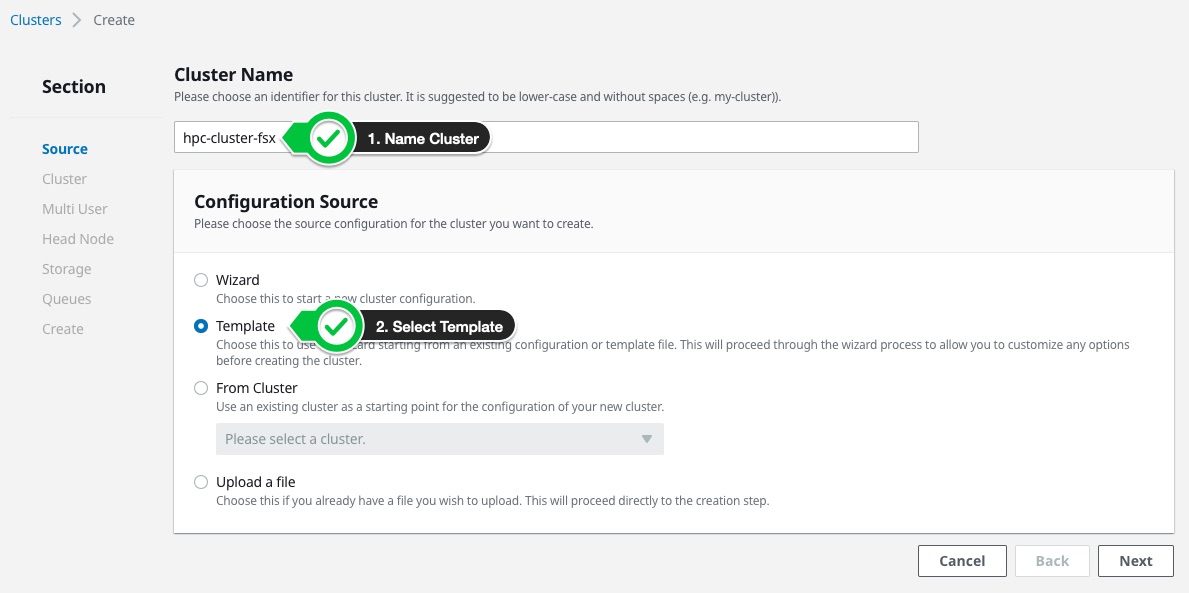 Clusters > Create
Section
Source
Cluster
Multi User
Head Node
Storage
Queues
Create
Cluster Name
Please choose an identifier for this cluster. It is suggested to be lower-case and without spaces (e.g. my-cluster)).
hpc-cluster-fsx
1. Name Cluster
Configuration Source
Please choose the source configuration for the cluster you want to create.
Wizard
Choose this to start a new cluster configuration.
Template
2. Select Template
Choose this to use starting from an existing configuration or template file. This will proceed through the wizard process to allow you to customize any options
before creating the cluster.
From Cluster
Use an existing cluster as a starting point for the configuration of your new cluster.
Please select a cluster.
Upload a file
Choose this if you already have a file you wish to upload. This will proceed directly to the creation step.
Cancel
Back
Next